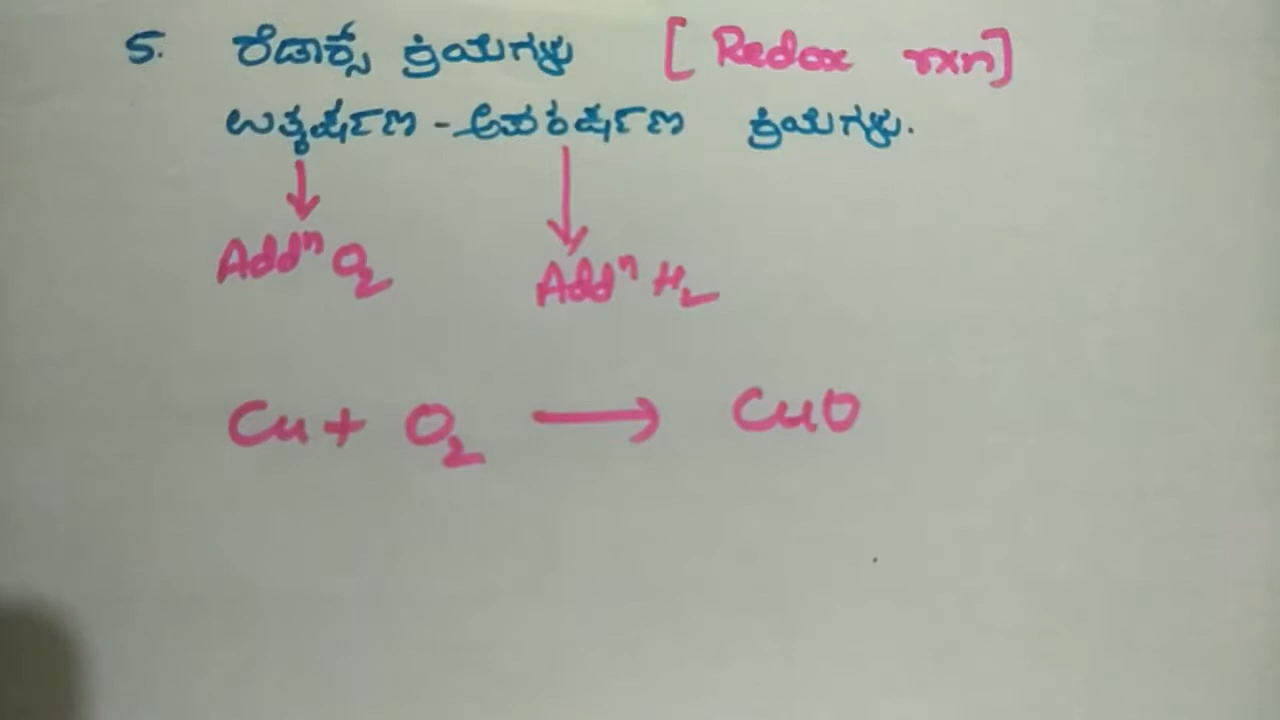 5. ರೆಡಾಕ್ಸ್ ಕ್ರಿಯೆಗಳು [Redox rxn]
ಉತ್ಕರ್ಷಣ - ಅಪಕರ್ಷಣ ಕ್ರಿಯೆಗಳು.
Addⁿ O₂ Addⁿ H₂
Cu + O₂ → CuO